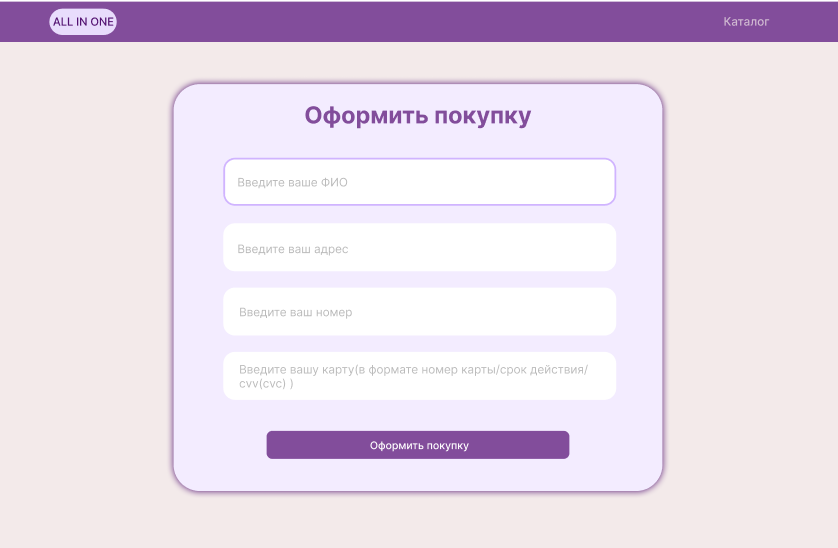 ALL IN ONE
Каталог
Оформить покупку
Введите ваше ФИО
Введите ваш адрес
Введите ваш номер
Введите вашу карту(в формате номер карты/срок действия/
cvv(cvc) )
Оформить покупку